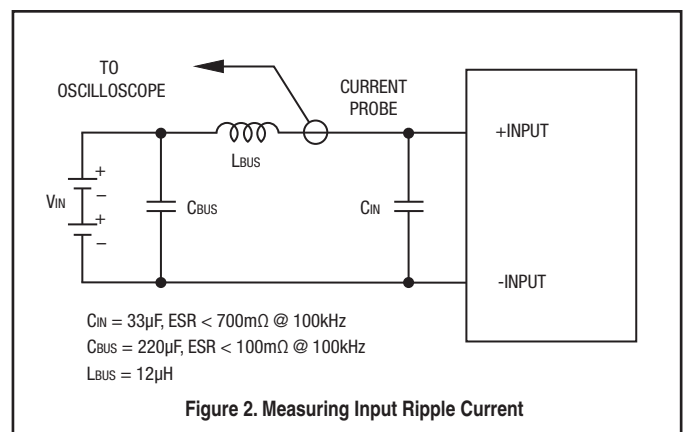 TO
OSCILLOSCOPE
CURRENT
PROBE
+INPUT
LBUS
VIN
+
–
+
–
CBUS
CIN
-INPUT
CIN = 33µF, ESR < 700mΩ @ 100kHz
CBUS = 220µF, ESR < 100mΩ @ 100kHz
LBUS = 12µH
Figure 2. Measuring Input Ripple Current